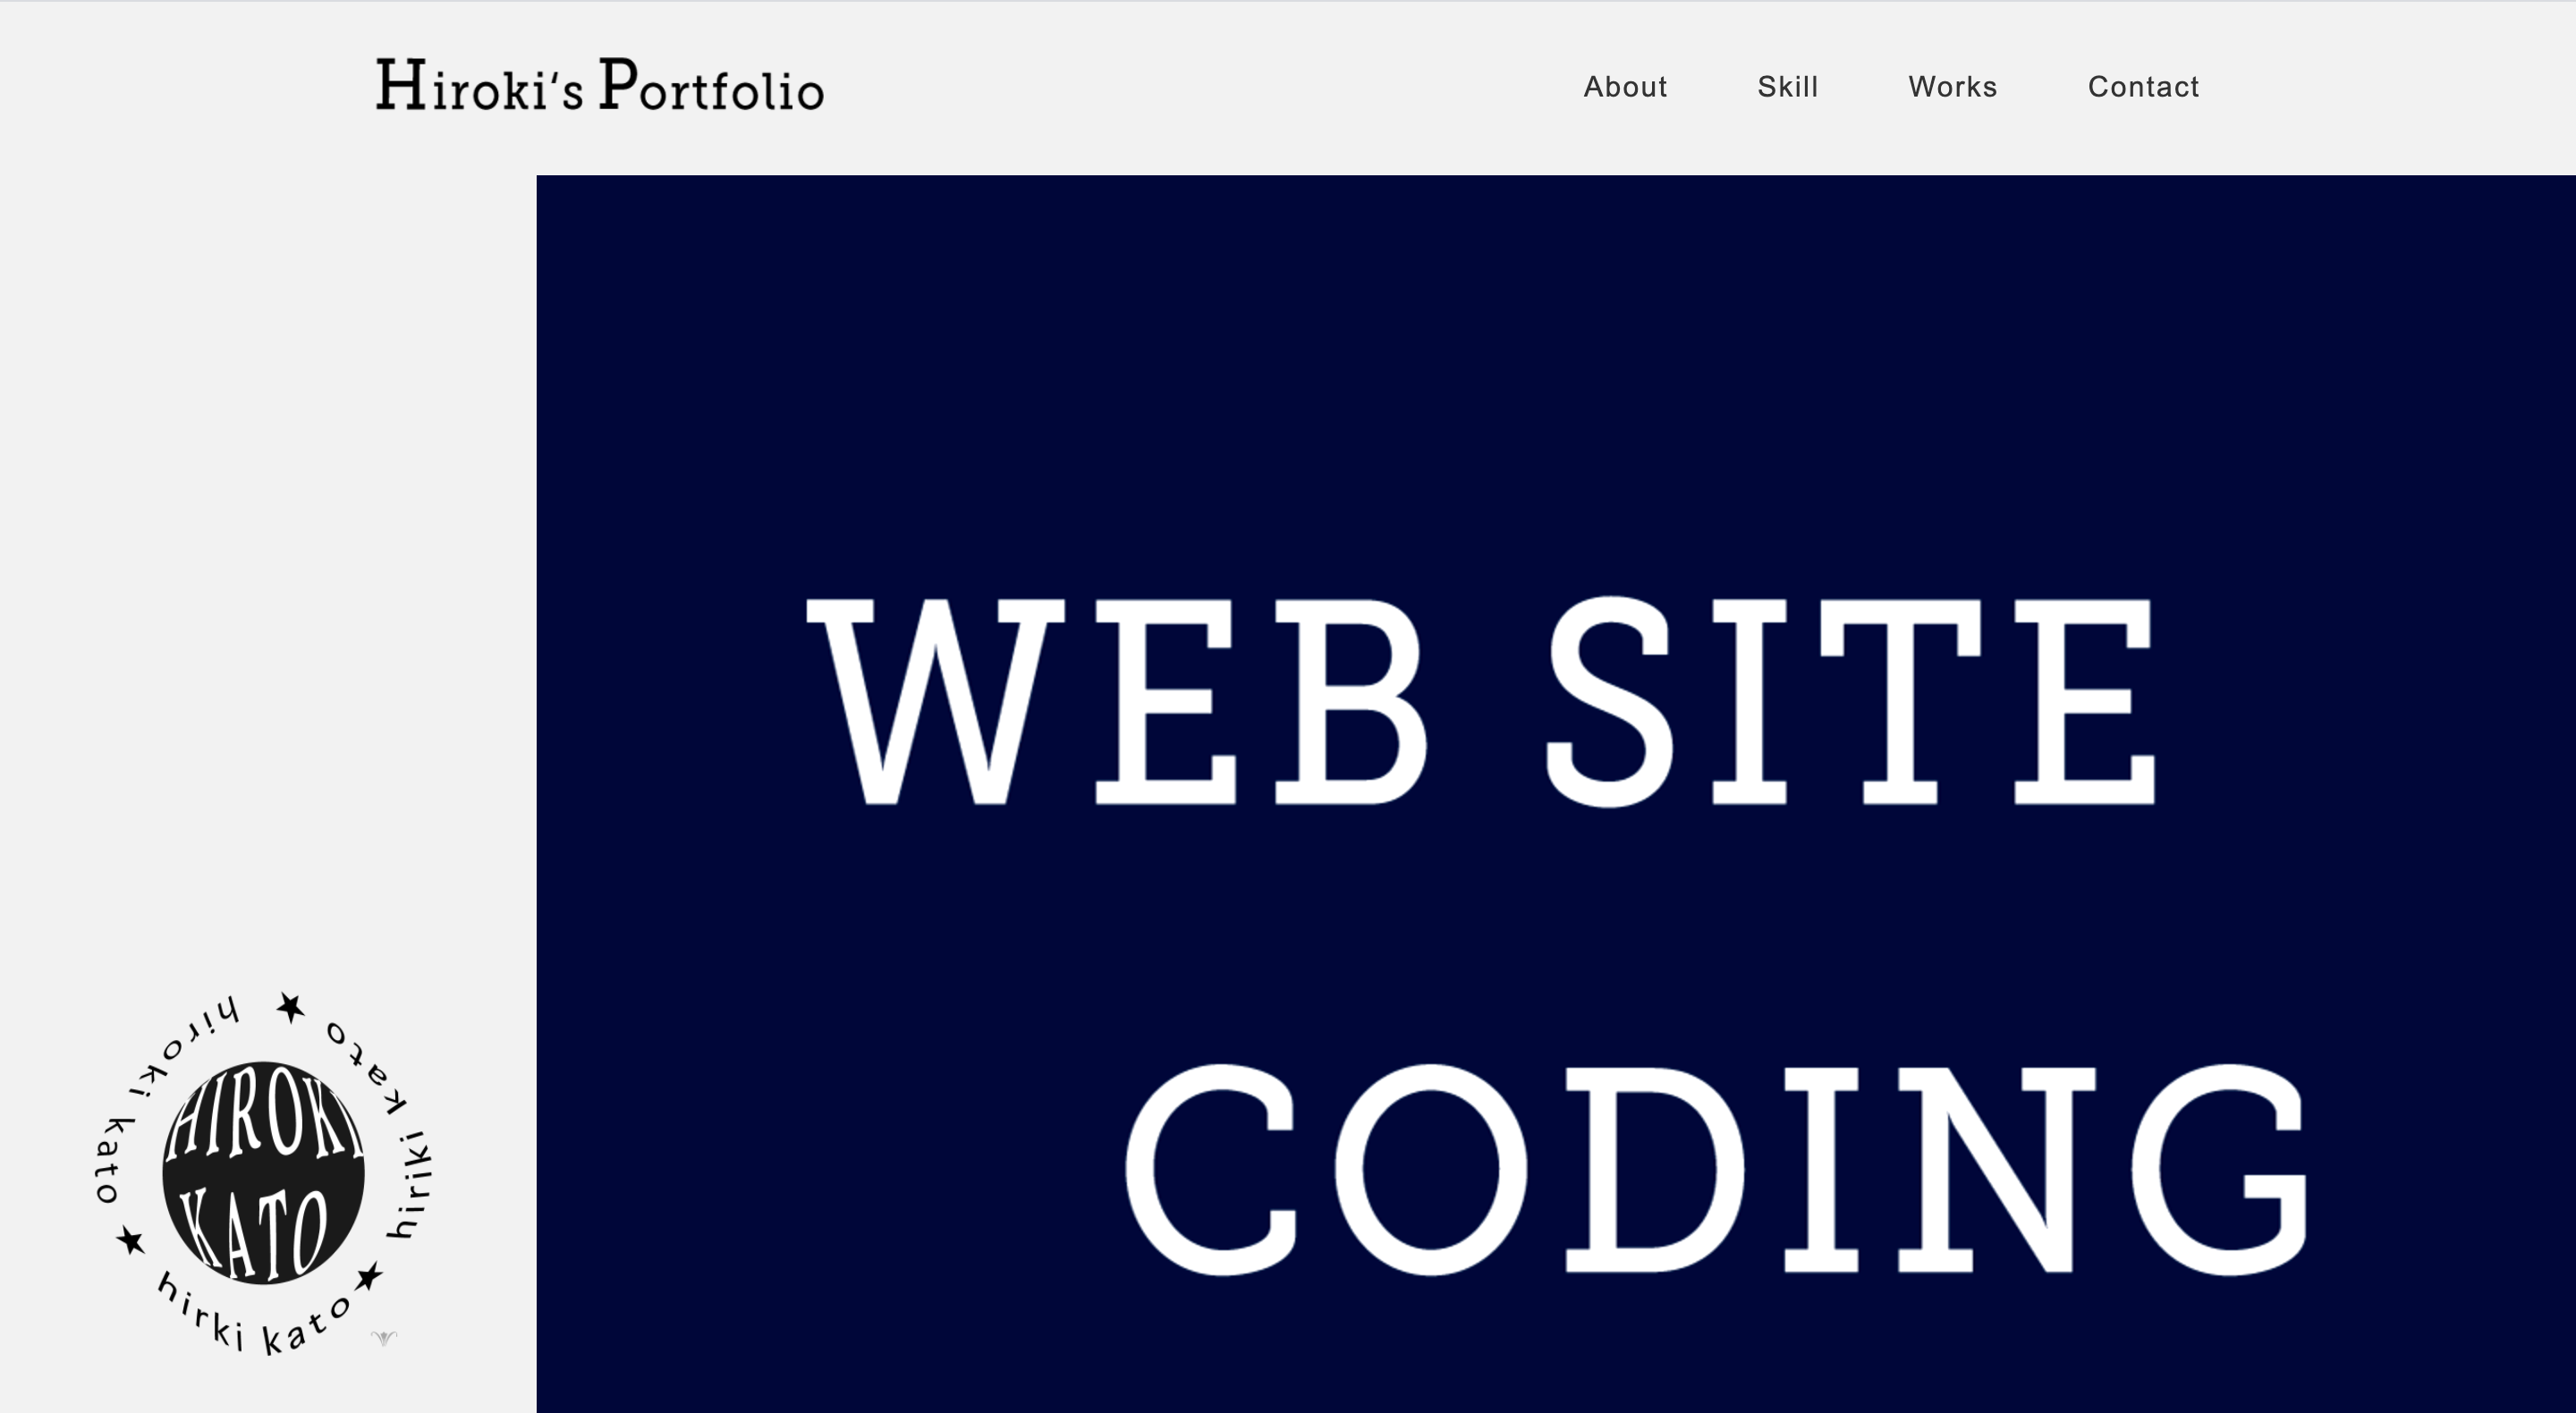 Hiroki‘s Portfolio
About Skill Works Contact
WEB SITE
CODING
hiroki kato ★ hirki kato ★ hiriki kato ★
HIROKI
KATO